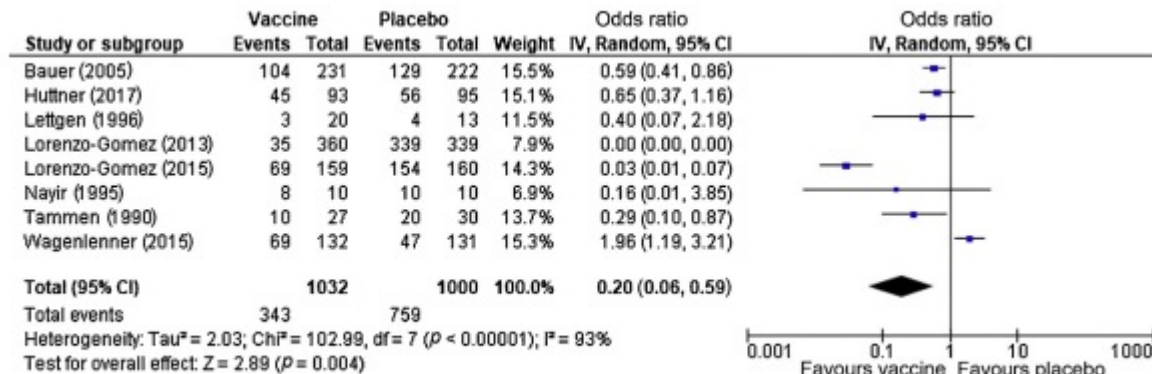 Vaccine Placebo Odds ratio Odds ratio
Study or subgroup Events Total Events Total Weight IV, Random, 95% CI IV, Random, 95% CI
Bauer (2005) 104 231 129 222 15.5% 0.59 (0.41, 0.86)
Huttner (2017) 45 93 56 95 15.1% 0.65 (0.37, 1.16)
Lettgen (1996) 3 20 4 13 11.5% 0.40 (0.07, 2.18)
Lorenzo-Gomez (2013) 35 360 339 339 7.9% 0.00 (0.00, 0.00)
Lorenzo-Gomez (2015) 69 159 154 160 14.3% 0.03 (0.01, 0.07)
Nayir (1995) 8 10 10 10 6.9% 0.16 (0.01, 3.85)
Tammen (1990) 10 27 20 30 13.7% 0.29 (0.10, 0.87)
Wagenlenner (2015) 69 132 47 131 15.3% 1.96 (1.19, 3.21)
Total (95% CI) 1032 1000 100.0% 0.20 (0.06, 0.59)
Total events 343 759
Heterogeneity: Tau² = 2.03; Chi² = 102.99, df = 7 (p < 0.00001); I² = 93%
Test for overall effect: Z = 2.89 (p = 0.004)
0.001 0.1 1 10 1000
Favours vaccine Favours placebo